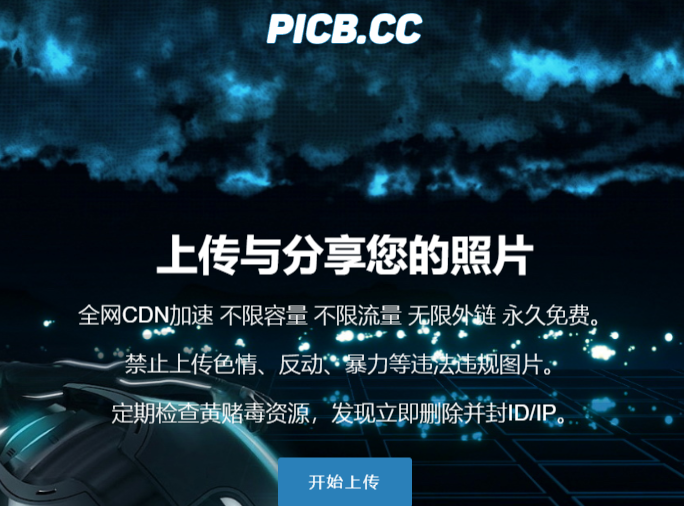 PICB.CC
上传与分享您的照片
全网CDN加速 不限容量 不限流量 无限外链 永久免费。
禁止上传色情、反动、暴力等违法违规图片。
定期检查黄赌毒资源，发现立即删除并封ID/IP。
开始上传